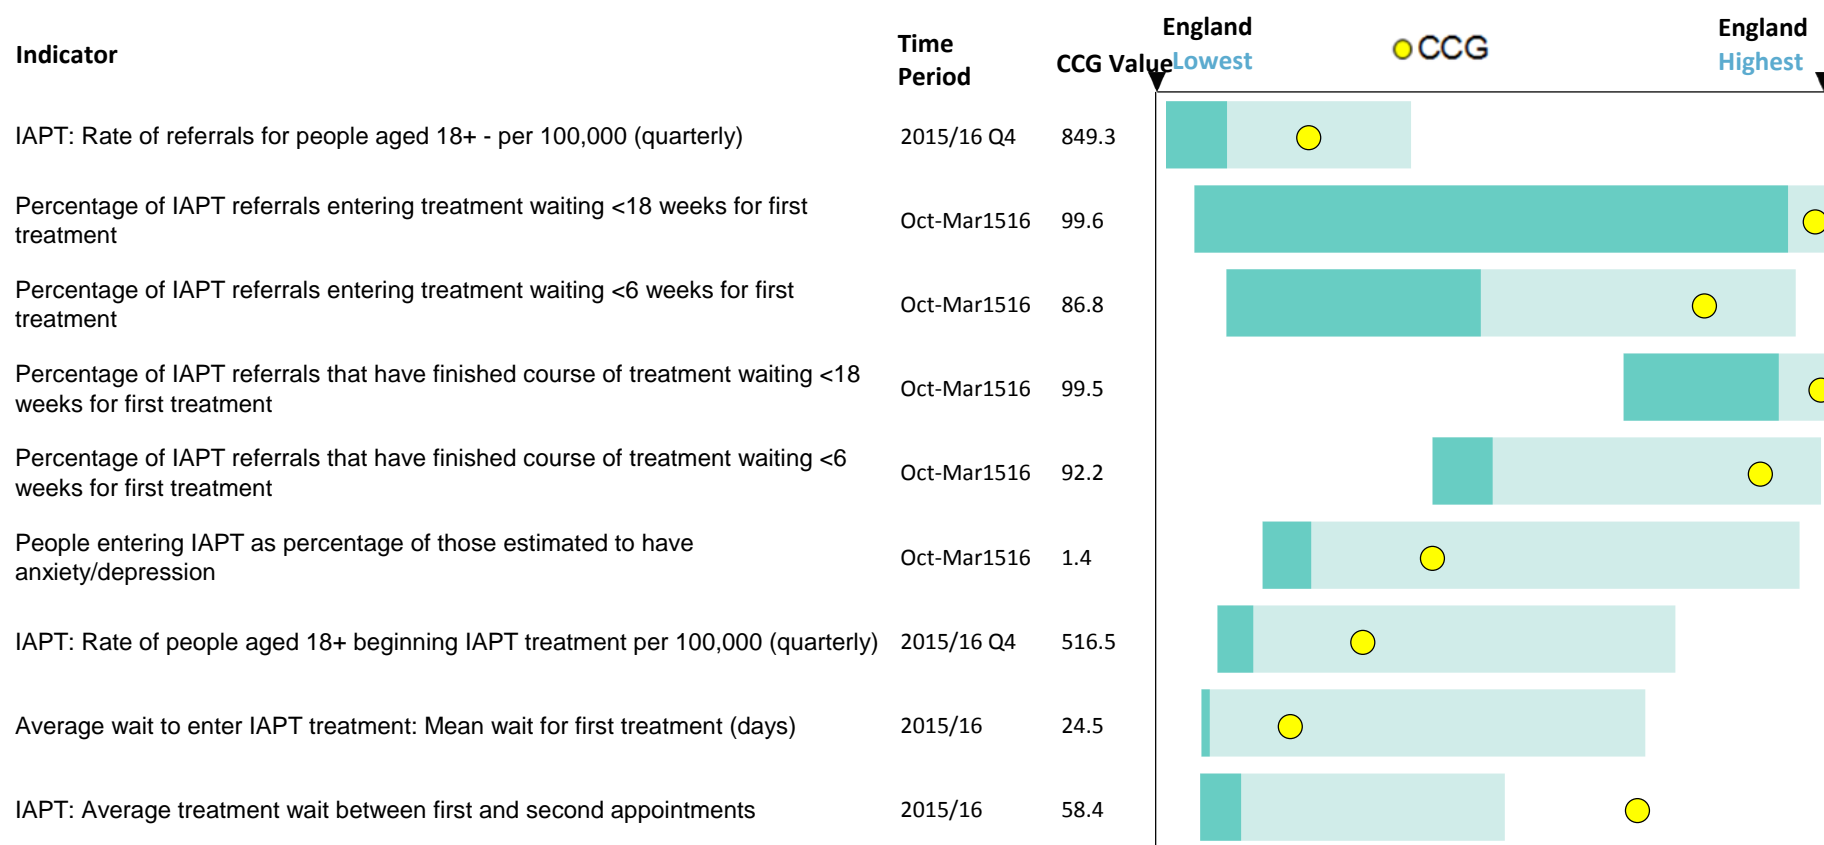 Indicator
Time
Period
CCG Value
England
Lowest
CCG
England
Highest
IAPT: Rate of referrals for people aged 18+ - per 100,000 (quarterly) 2015/16 Q4 849.3
Percentage of IAPT referrals entering treatment waiting <18 weeks for first
treatment
Oct-Mar1516 99.6
Percentage of IAPT referrals entering treatment waiting <6 weeks for first
treatment
Oct-Mar1516 86.8
Percentage of IAPT referrals that have finished course of treatment waiting <18
weeks for first treatment
Oct-Mar1516 99.5
Percentage of IAPT referrals that have finished course of treatment waiting <6
weeks for first treatment
Oct-Mar1516 92.2
People entering IAPT as percentage of those estimated to have
anxiety/depression
Oct-Mar1516 1.4
IAPT: Rate of people aged 18+ beginning IAPT treatment per 100,000 (quarterly) 2015/16 Q4 516.5
Average wait to enter IAPT treatment: Mean wait for first treatment (days) 2015/16 24.5
IAPT: Average treatment wait between first and second appointments 2015/16 58.4